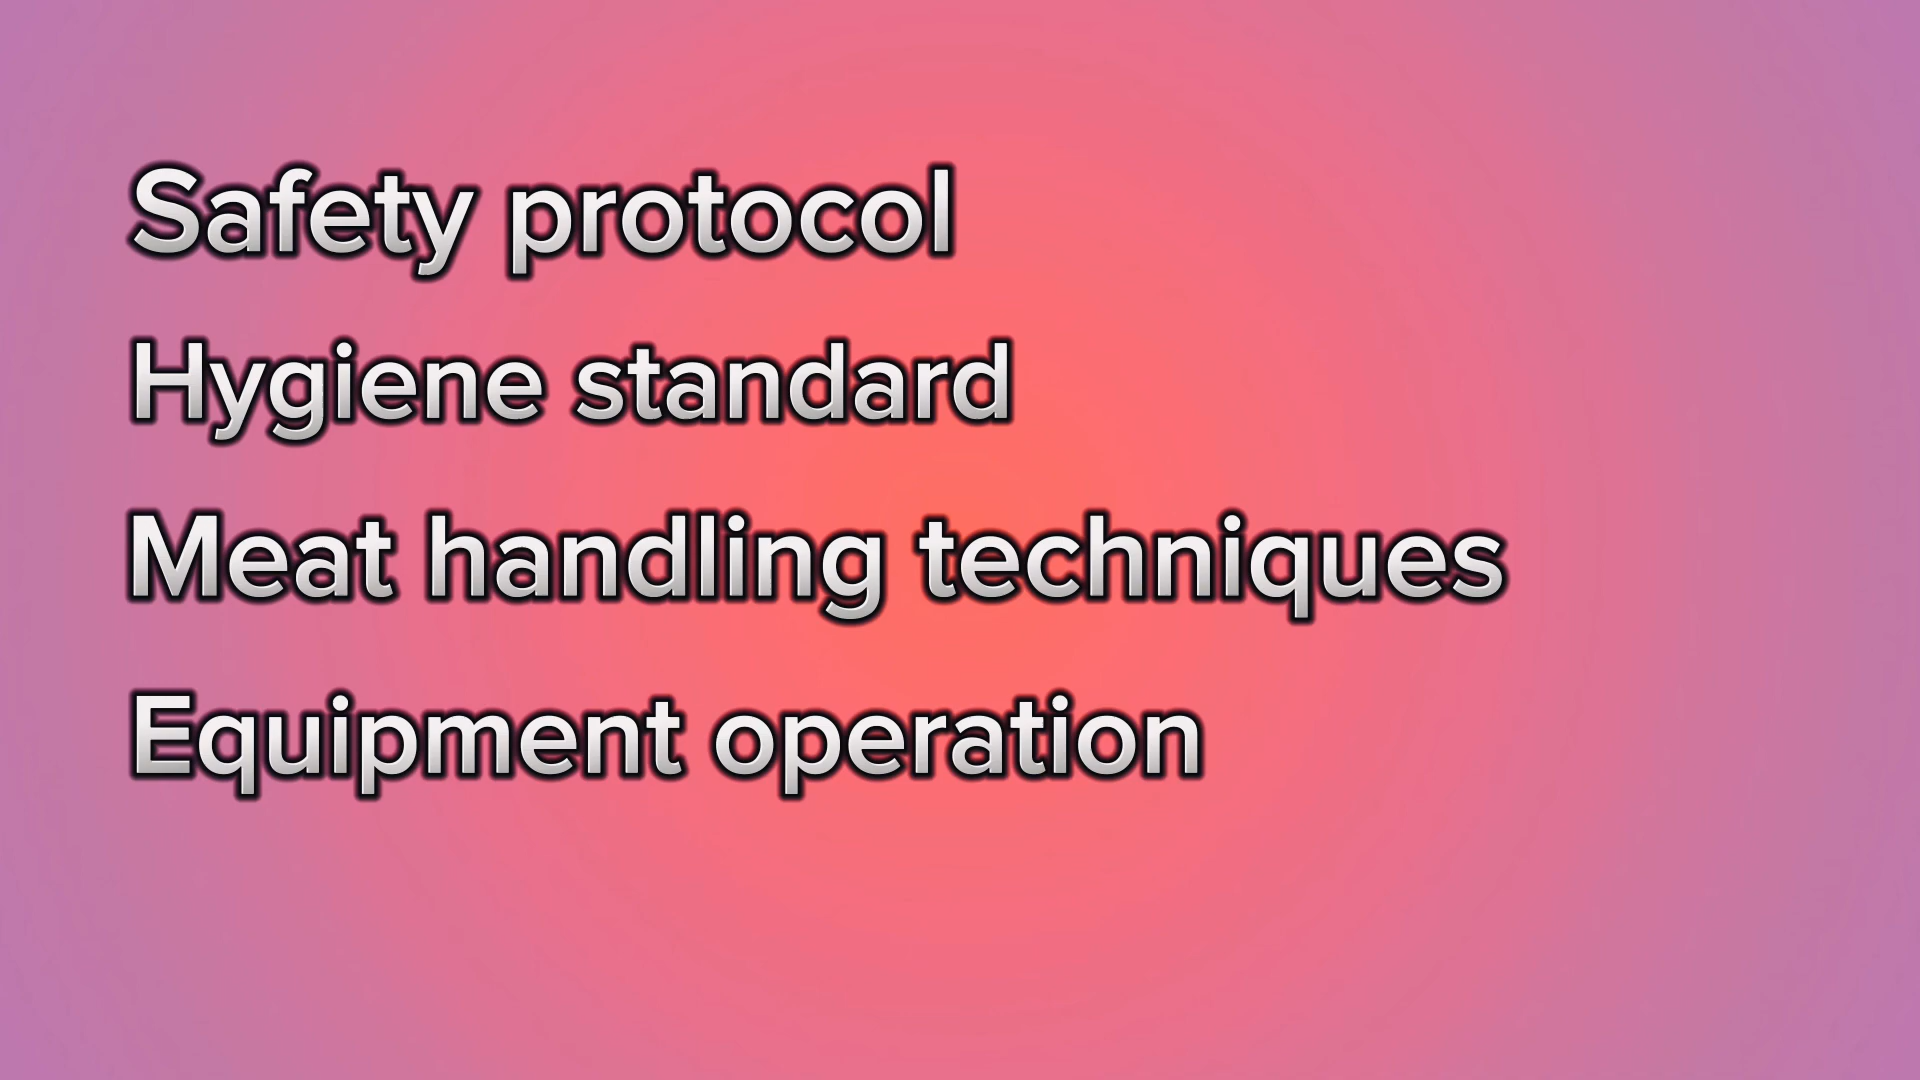 Safety protocol
Hygiene standard
Meat handling techniques
Equipment operation